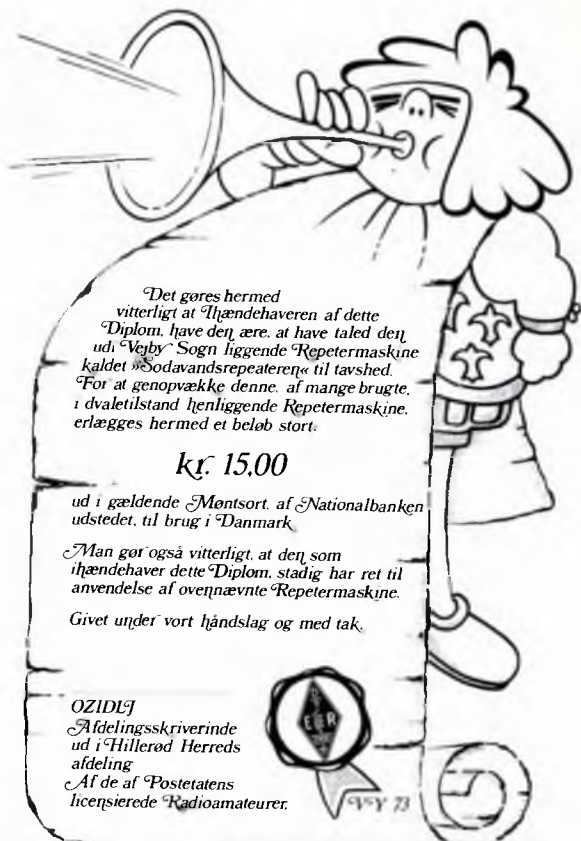 Det gøres hermed
vitterligt at Ihændehaveren af dette
Diplom, have den ære, at have taled den
udi Vejby Sogn liggende Repetermaskine
kaldet »Sodavandsrepeateren« til tavshed.
For at genopvække denne, af mange brugte,
i dvaletilstand henliggende Repetermaskine,
erlægges hermed et beløb stort:
kr. 15,00
ud i gældende Møntsort, af Nationalbanken
udstedet, til brug i Danmark
Man gør også vitterligt, at den som
ihændehaver dette Diplom, stadig har ret til
anvendelse af ovennævnte Repetermaskine.
Givet under vort håndslag og med tak.
OZ1DLJ
Afdelingsskriverinde
ud i Hillerød Herreds
afdeling
Af de af Postetatens
licensierede Radioamateurer.
E R
VY 73